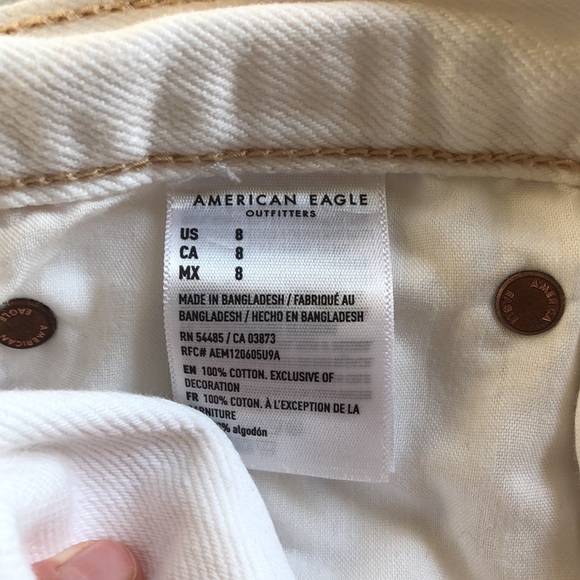 AMERICAN EAGLE
OUTFITTERS
US 8
CA 8
MX 8
MADE IN BANGLADESH / FABRIQUÉ AU
BANGLADESH / HECHO EN BANGLADESH
RN 54485 / CA 03873
RFC# AEM120605U9A
EN 100% COTTON. EXCLUSIVE OF
DECORATION
FR 100% COTON. À L'EXCEPTION DE LA
algodón
AMERICAN
EAGLE
AMERICAN
EAGLE